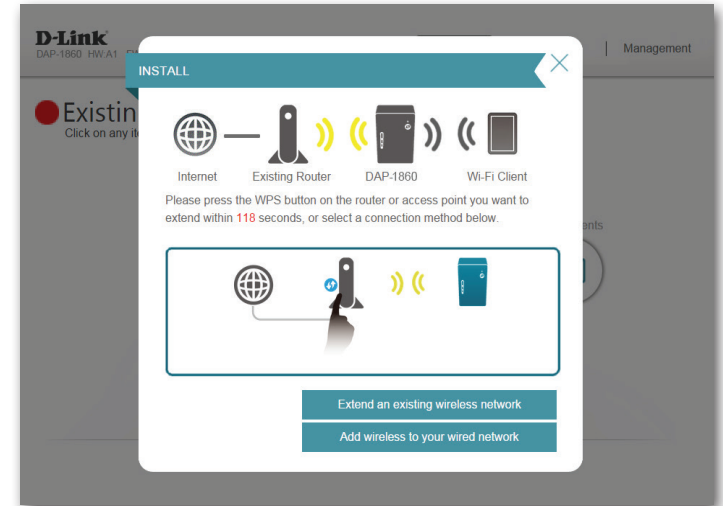 D-Link
DAP-1860 HW:A1
Management
INSTALL
Existin
Click on any it
Internet
Existing Router
DAP-1860
Wi-Fi Client
Please press the WPS button on the router or access point you want to
extend within 118 seconds, or select a connection method below.
ents
Extend an existing wireless network
Add wireless to your wired network